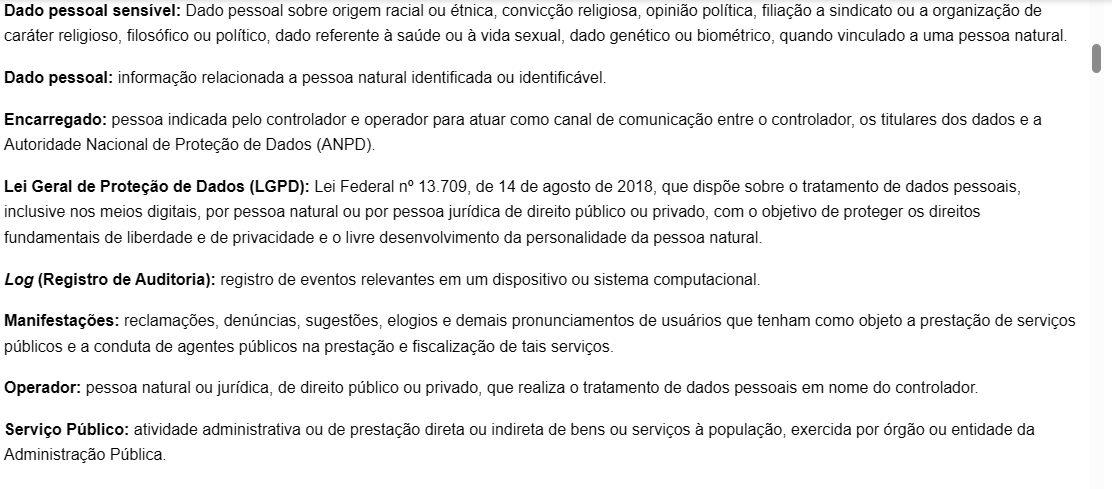 Dado pessoal sensível: Dado pessoal sobre origem racial ou étnica, convicção religiosa, opinião política, filiação a sindicato ou a organização de
caráter religioso, filosófico ou político, dado referente à saúde ou à vida sexual, dado genético ou biométrico, quando vinculado a uma pessoa natural.
Dado pessoal: informação relacionada a pessoa natural identificada ou identificável.
Encarregado: pessoa indicada pelo controlador e operador para atuar como canal de comunicação entre o controlador, os titulares dos dados e a
Autoridade Nacional de Proteção de Dados (ANPD).
Lei Geral de Proteção de Dados (LGPD): Lei Federal nº 13.709, de 14 de agosto de 2018, que dispõe sobre o tratamento de dados pessoais,
inclusive nos meios digitais, por pessoa natural ou por pessoa jurídica de direito público ou privado, com o objetivo de proteger os direitos
fundamentais de liberdade e de privacidade e o livre desenvolvimento da personalidade da pessoa natural.
Log (Registro de Auditoria): registro de eventos relevantes em um dispositivo ou sistema computacional.
Manifestações: reclamações, denúncias, sugestões, elogios e demais pronunciamentos de usuários que tenham como objeto a prestação de serviços
públicos e a conduta de agentes públicos na prestação e fiscalização de tais serviços.
Operador: pessoa natural ou jurídica, de direito público ou privado, que realiza o tratamento de dados pessoais em nome do controlador.
Serviço Público: atividade administrativa ou de prestação direta ou indireta de bens ou serviços à população, exercida por órgão ou entidade da
Administração Pública.